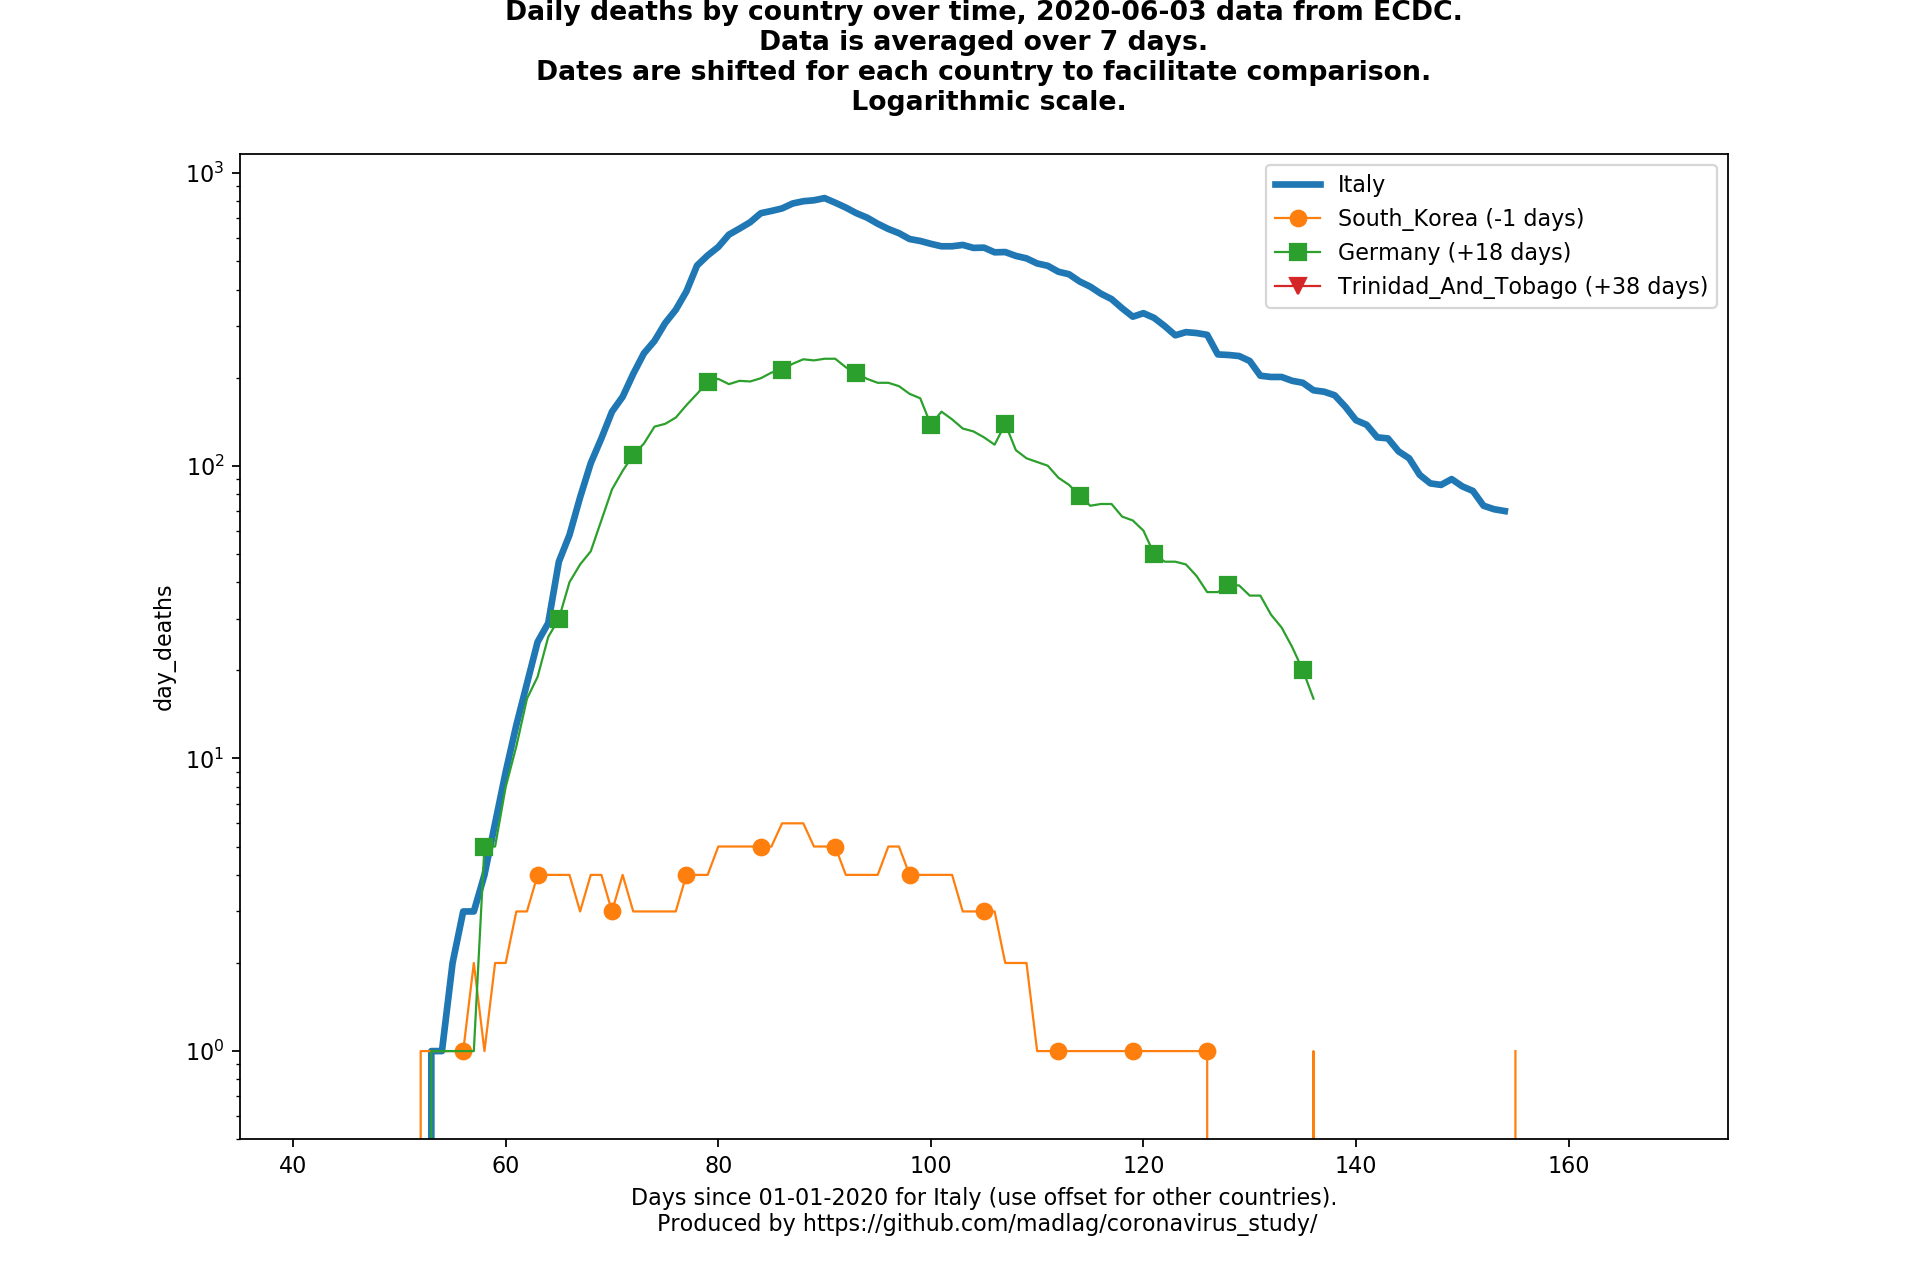 Daily deaths by country over time, 2020-06-03 data from ECDC.
Data is averaged over 7 days.
Dates are shifted for each country to facilitate comparison.
Logarithmic scale.
10³
Italy
South_Korea (-1 days)
Germany (+18 days)
Trinidad_And_Tobago (+38 days)
10²
day_deaths
10¹
10⁰
40 60 80 100 120 140 160
Days since 01-01-2020 for Italy (use offset for other countries).
Produced by https://github.com/madlag/coronavirus_study/